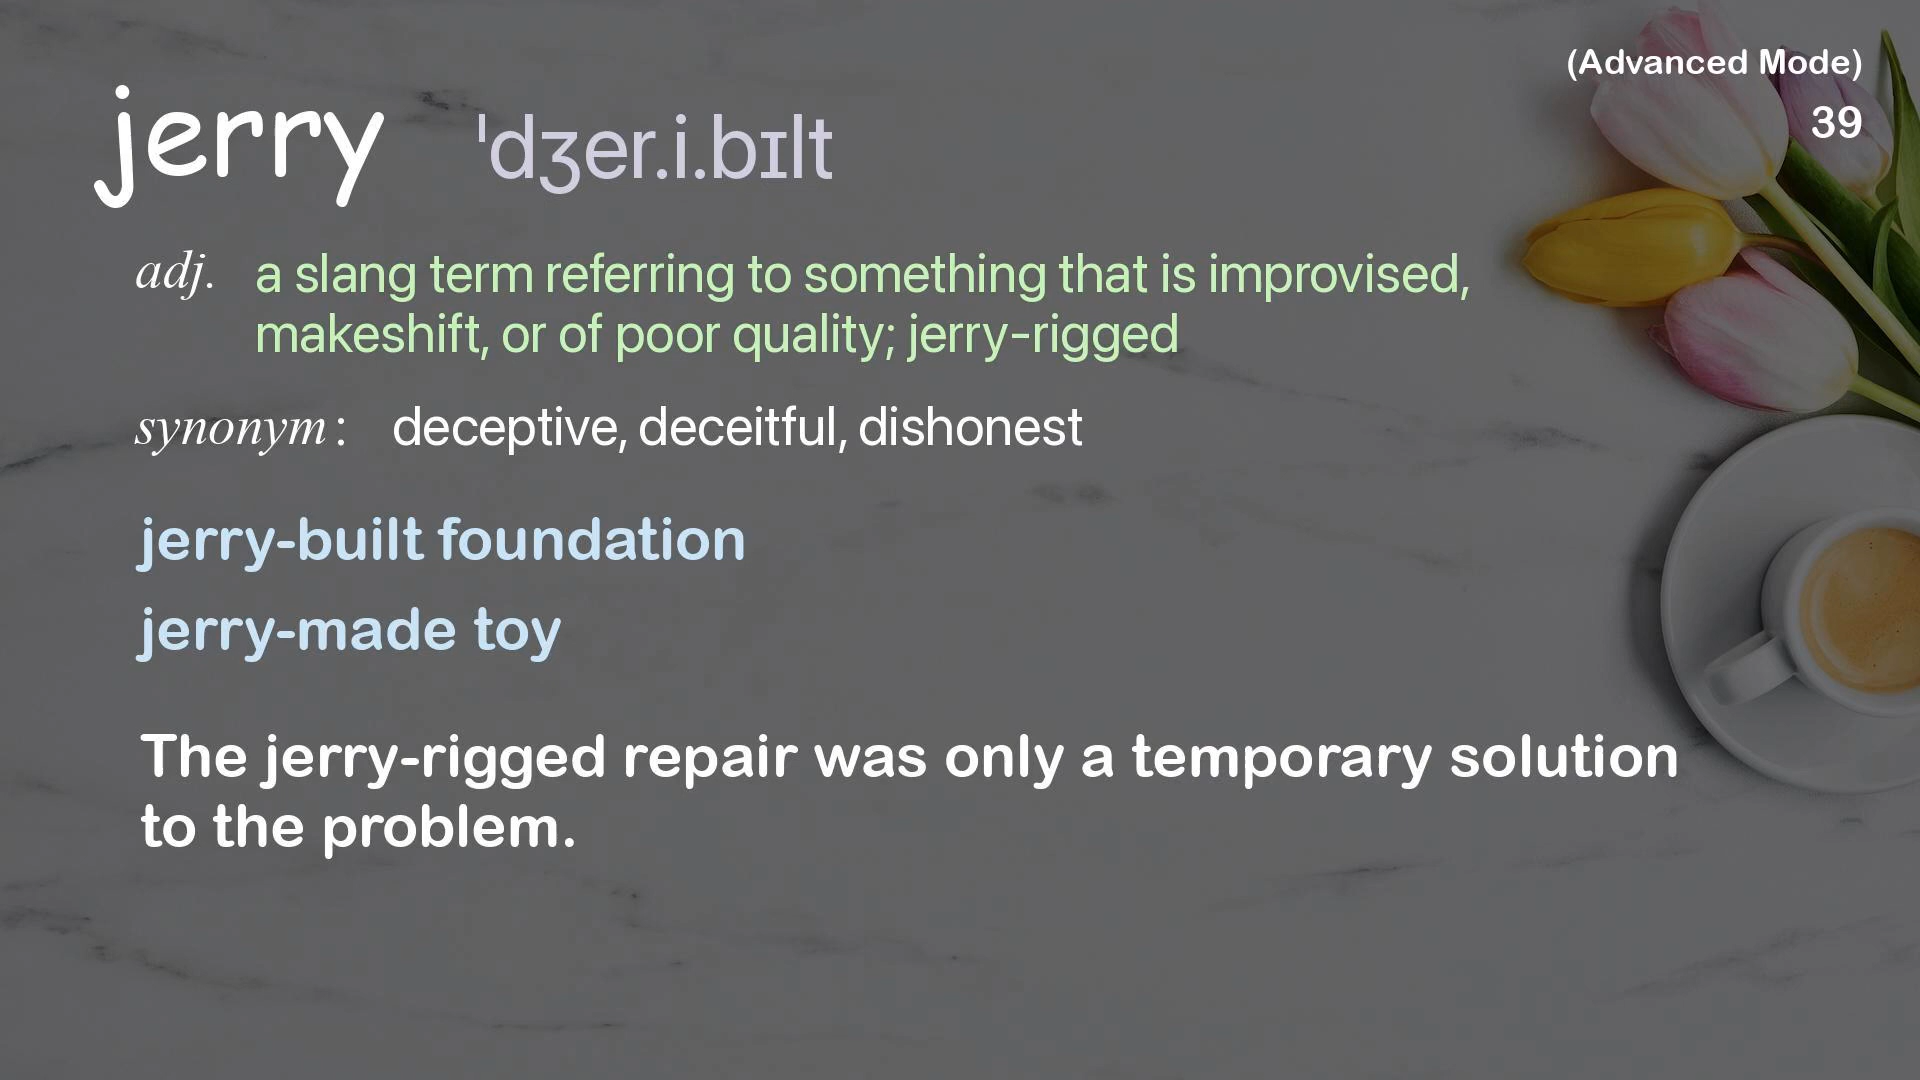 (Advanced Mode)
39
jerry ˈdʒer.i.bɪlt
adj. a slang term referring to something that is improvised,
makeshift, or of poor quality; jerry-rigged
synonym : deceptive, deceitful, dishonest
jerry-built foundation
jerry-made toy
The jerry-rigged repair was only a temporary solution
to the problem.